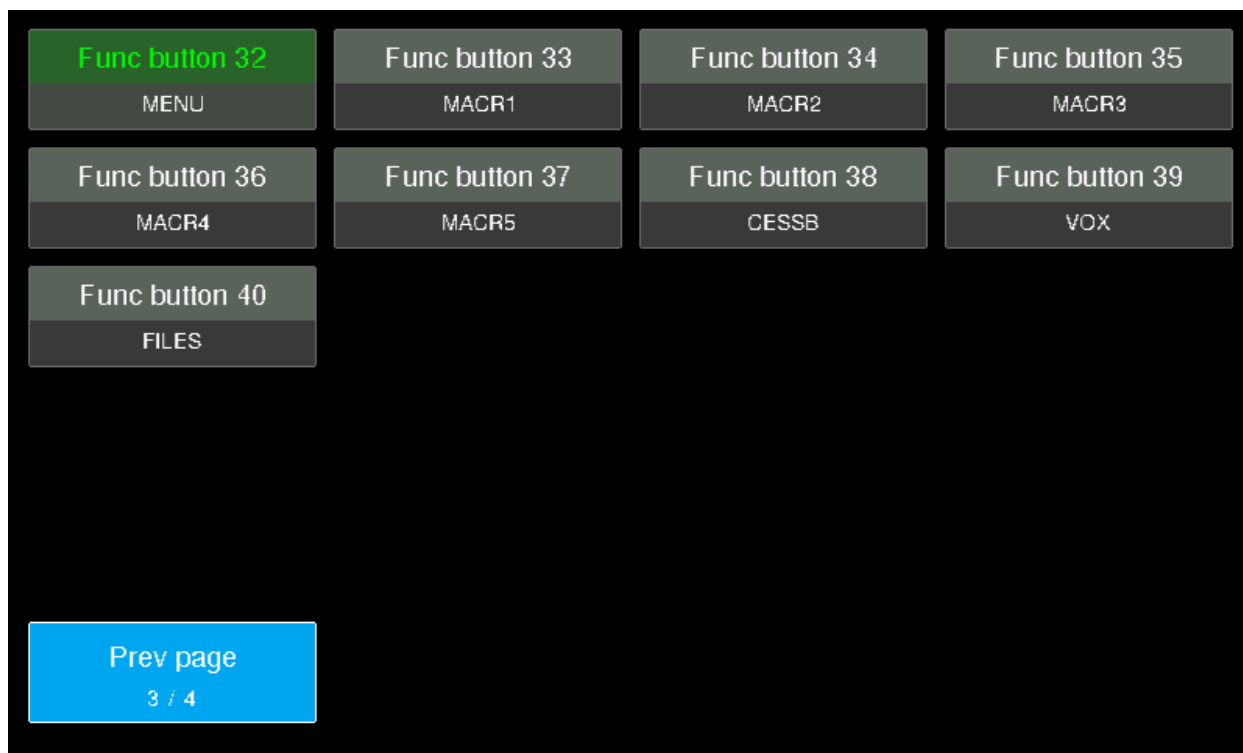 Func button 32
MENU
Func button 33
MACR1
Func button 34
MACR2
Func button 35
MACR3
Func button 36
MACR4
Func button 37
MACR5
Func button 38
CESSB
Func button 39
VOX
Func button 40
FILES
Prev page
3 / 4